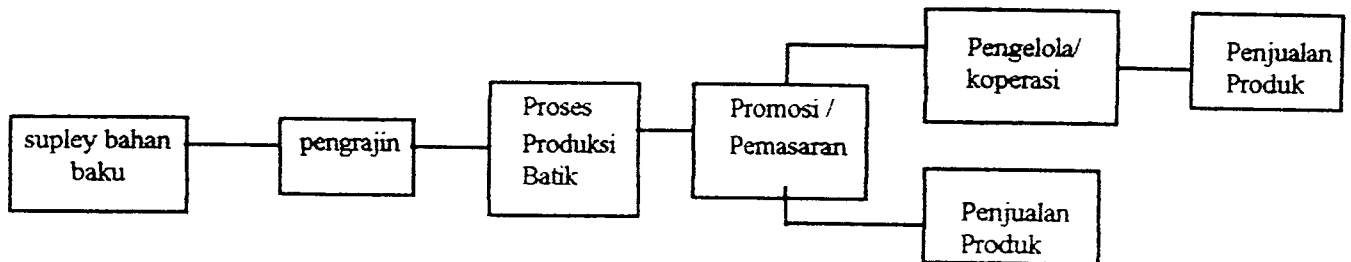 supley bahan
baku
pengrajin
Proses
Produksi
Batik
Promosi /
Pemasaran
Pengelola/
koperasi
Penjualan
Produk
Penjualan
Produk